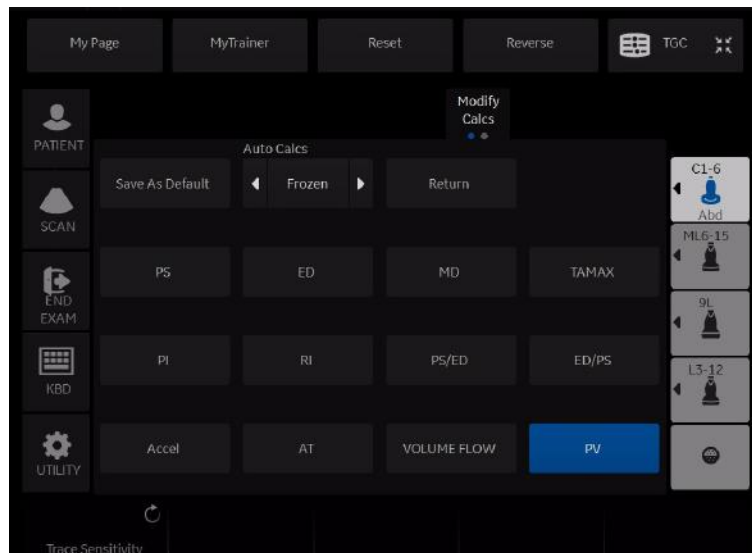 My Page
MyTrainer
Reset
Reverse
TGC
PATIENT
SCAN
END
EXAM
KBD
UTILITY
Modify
Calcs
Auto Calcs
Save As Default
Frozen
Return
PS
ED
MD
TAMAX
PI
RI
PS/ED
ED/PS
Accel
AT
VOLUME FLOW
PV
C1-6
Abd
ML6-15
9L
L3-12
Trace Sensitivity